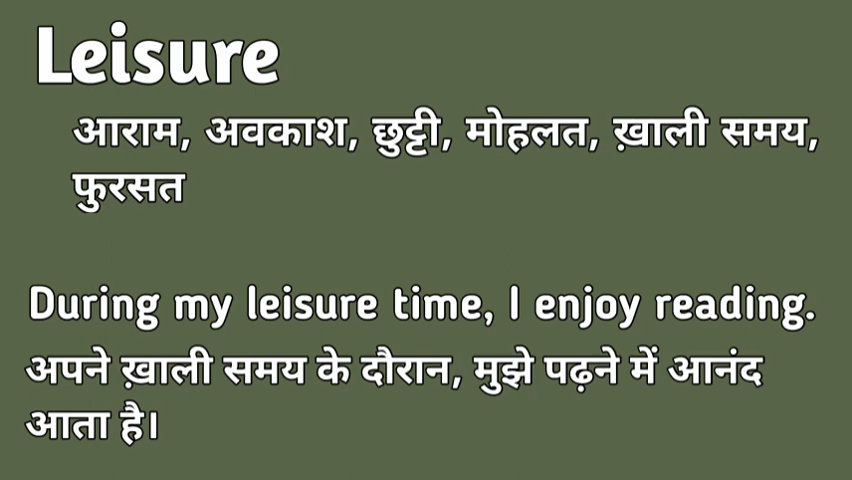 Leisure
आराम, अवकाश, छुट्टी, मोहलत, ख़ाली समय,
फुरसत
During my leisure time, I enjoy reading.
अपने ख़ाली समय के दौरान, मुझे पढ़ने में आनंद
आता है।